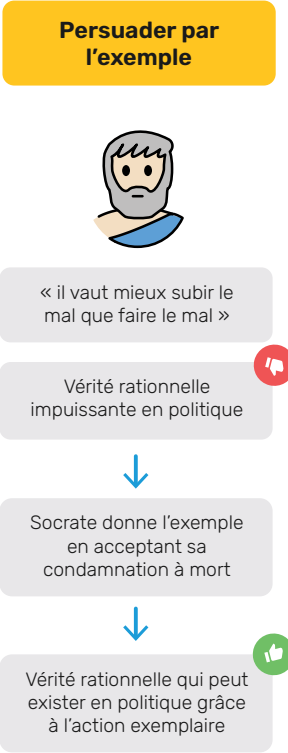 Persuader par
l’exemple
« il vaut mieux subir le
mal que faire le mal »
Vérité rationnelle
impuissante en politique
Socrate donne l’exemple
en acceptant sa
condamnation à mort
Vérité rationnelle qui peut
exister en politique grâce
à l’action exemplaire